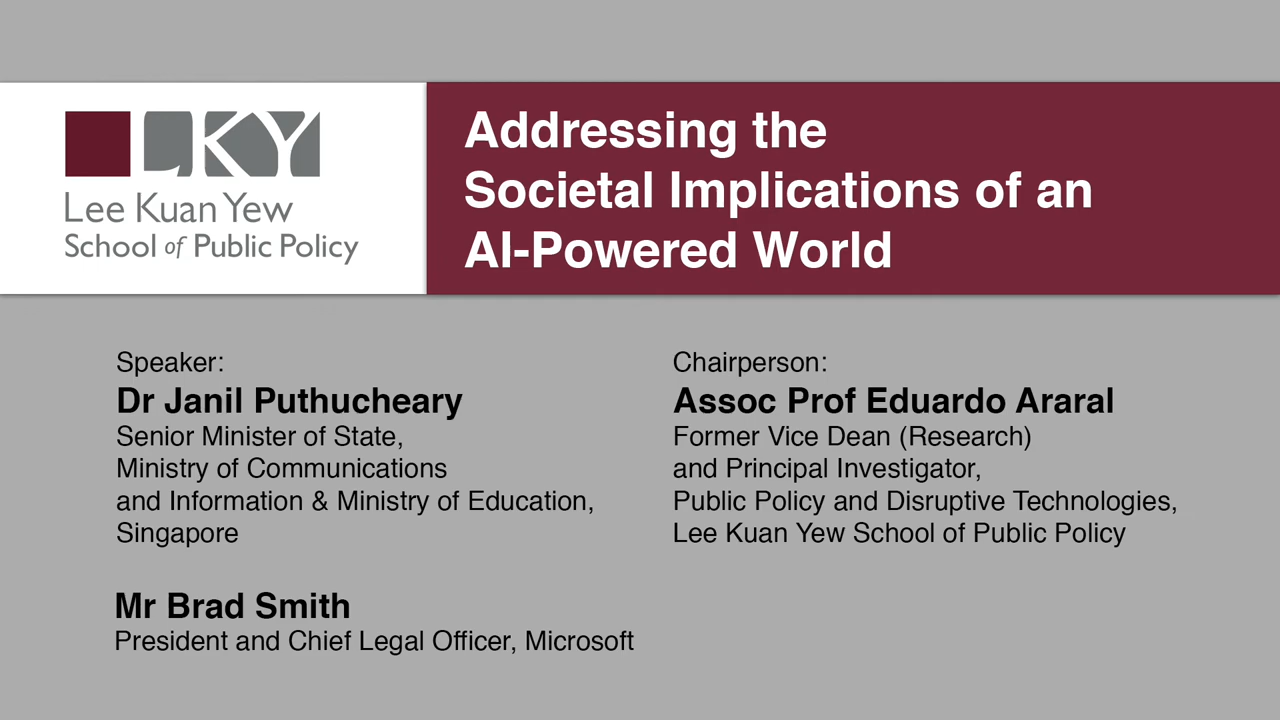 LKY
Lee Kuan Yew
School of Public Policy
Addressing the
Societal Implications of an
AI-Powered World
Speaker:
Dr Janil Puthucheary
Senior Minister of State,
Ministry of Communications
and Information & Ministry of Education,
Singapore
Mr Brad Smith
President and Chief Legal Officer, Microsoft
Chairperson:
Assoc Prof Eduardo Araral
Former Vice Dean (Research)
and Principal Investigator,
Public Policy and Disruptive Technologies,
Lee Kuan Yew School of Public Policy